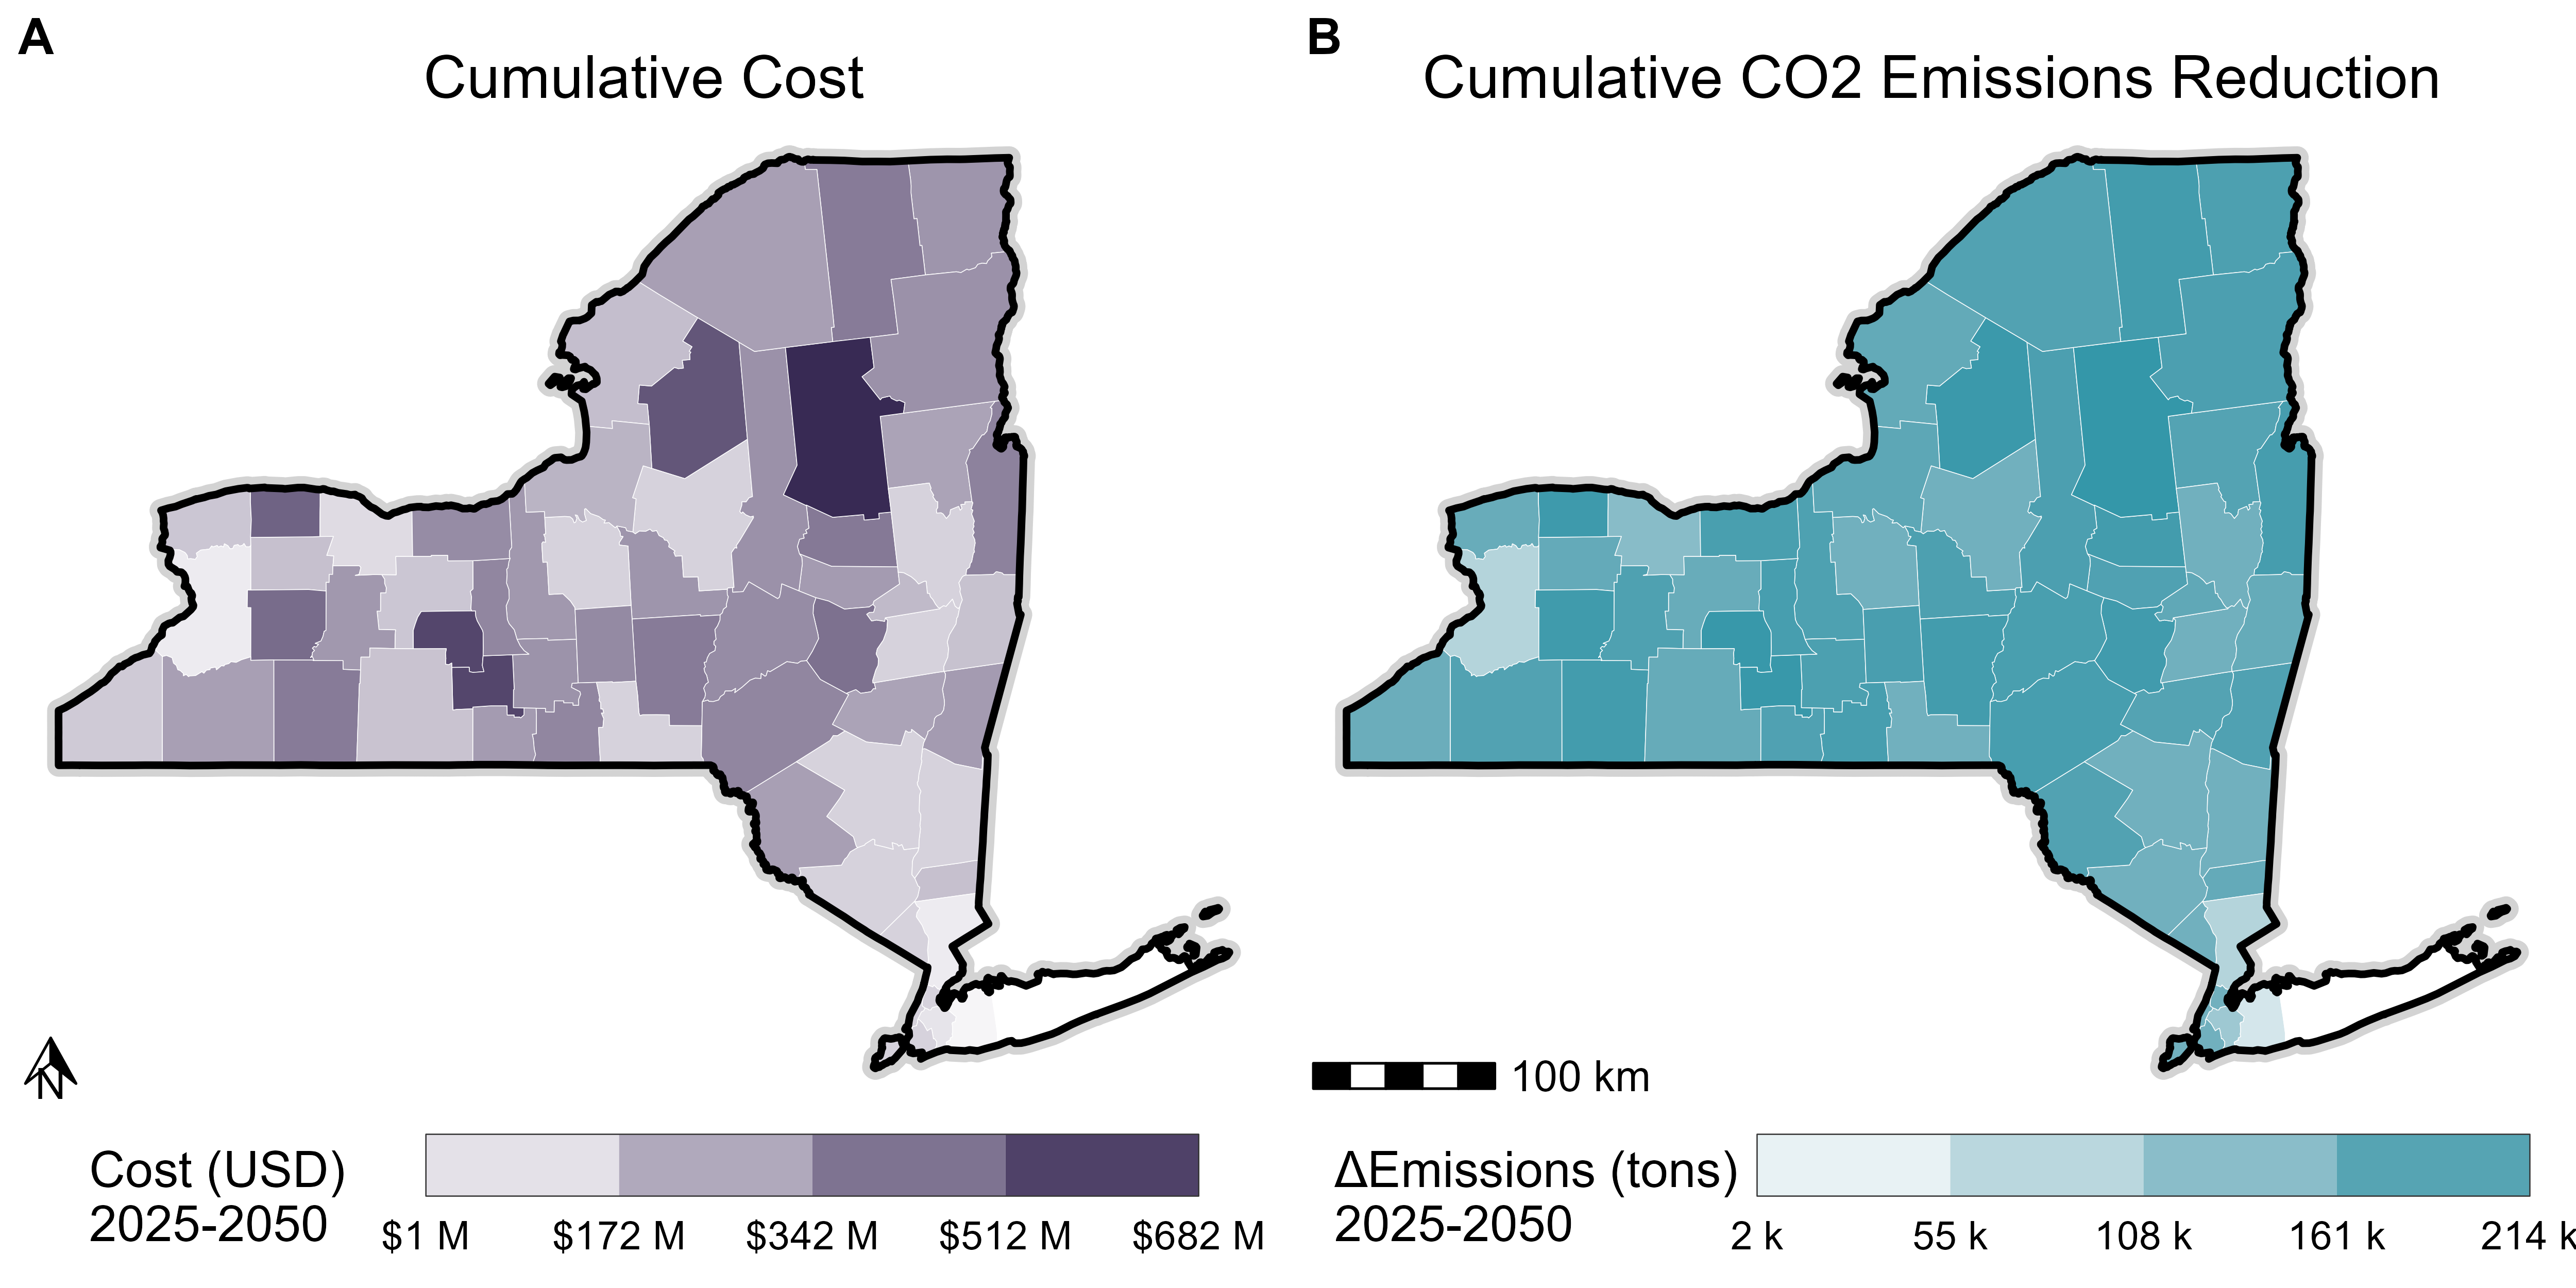 A
Cumulative Cost
N
Cost (USD)
2025-2050
$1 M $172 M $342 M $512 M $682 M
B
Cumulative CO2 Emissions Reduction
100 km
ΔEmissions (tons)
2025-2050
2 k 55 k 108 k 161 k 214 k